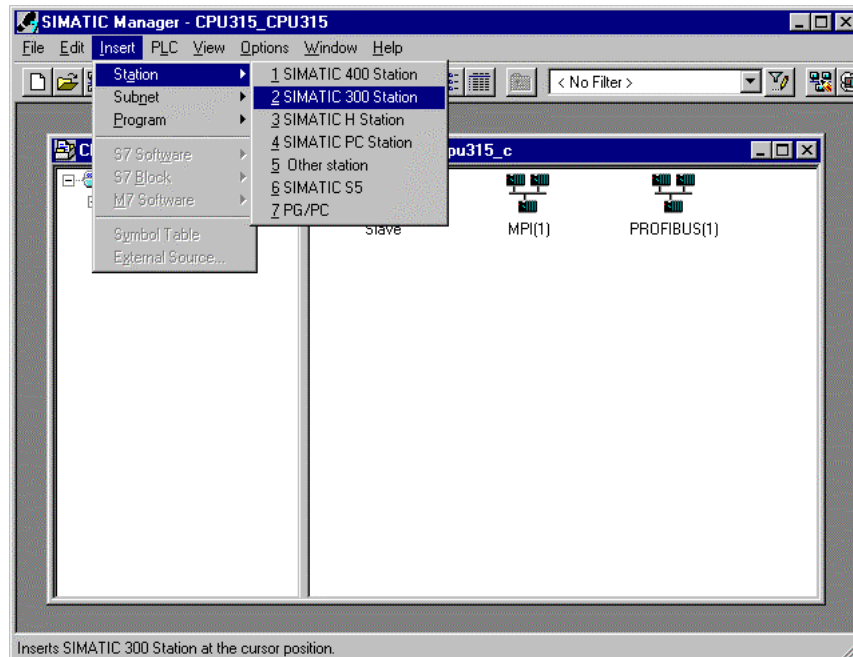 SIMATIC Manager - CPU315_CPU315
File Edit Insert PLC View Options Window Help
< No Filter >
Station
Subnet
Program
S7 Software
S7 Block
M7 Software
Symbol Table
External Source...
1 SIMATIC 400 Station
2 SIMATIC 300 Station
3 SIMATIC H Station
4 SIMATIC PC Station
5 Other station
6 SIMATIC S5
7 PG/PC
pu315_c
Slave MPI(1) PROFIBUS(1)
Inserts SIMATIC 300 Station at the cursor position.